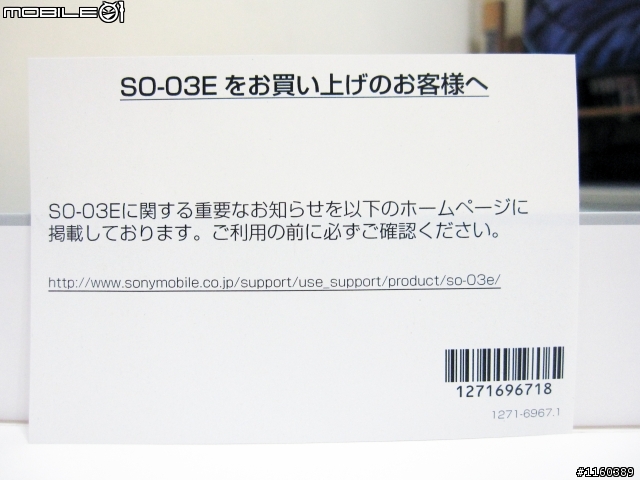 MOBILE01
SO-03E をお買い上げのお客様へ
SO-03Eに関する重要なお知らせを以下のホームページに
掲載しております。ご利用の前に必ずご確認ください。
http://www.sonymobile.co.jp/support/use_support/product/so-03e/
1271696718
1271-6967.1
#1160389